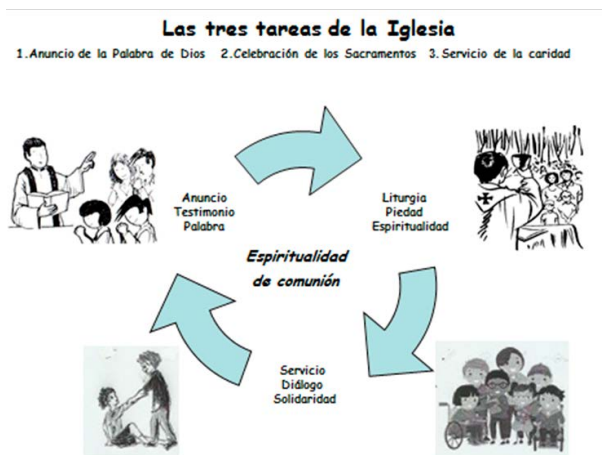 Las tres tareas de la Iglesia
1.Anuncio de la Palabra de Dios 2.Celebración de los Sacramentos 3. Servicio de la caridad
Anuncio
Testimonio
Palabra
Liturgia
Piedad
Espiritualidad
Espiritualidad
de comunión
Servicio
Diálogo
Solidaridad